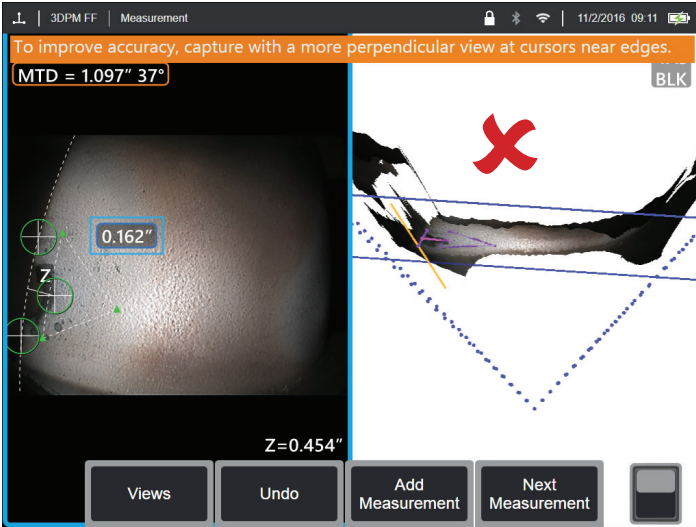 3DPM FF
Measurement
11/2/2016 09:11
To improve accuracy, capture with a more perpendicular view at cursors near edges.
MTD = 1.097" 37°
BLK
0.162"
Z
Z=0.454"
Views
Undo
Add
Measurement
Next
Measurement